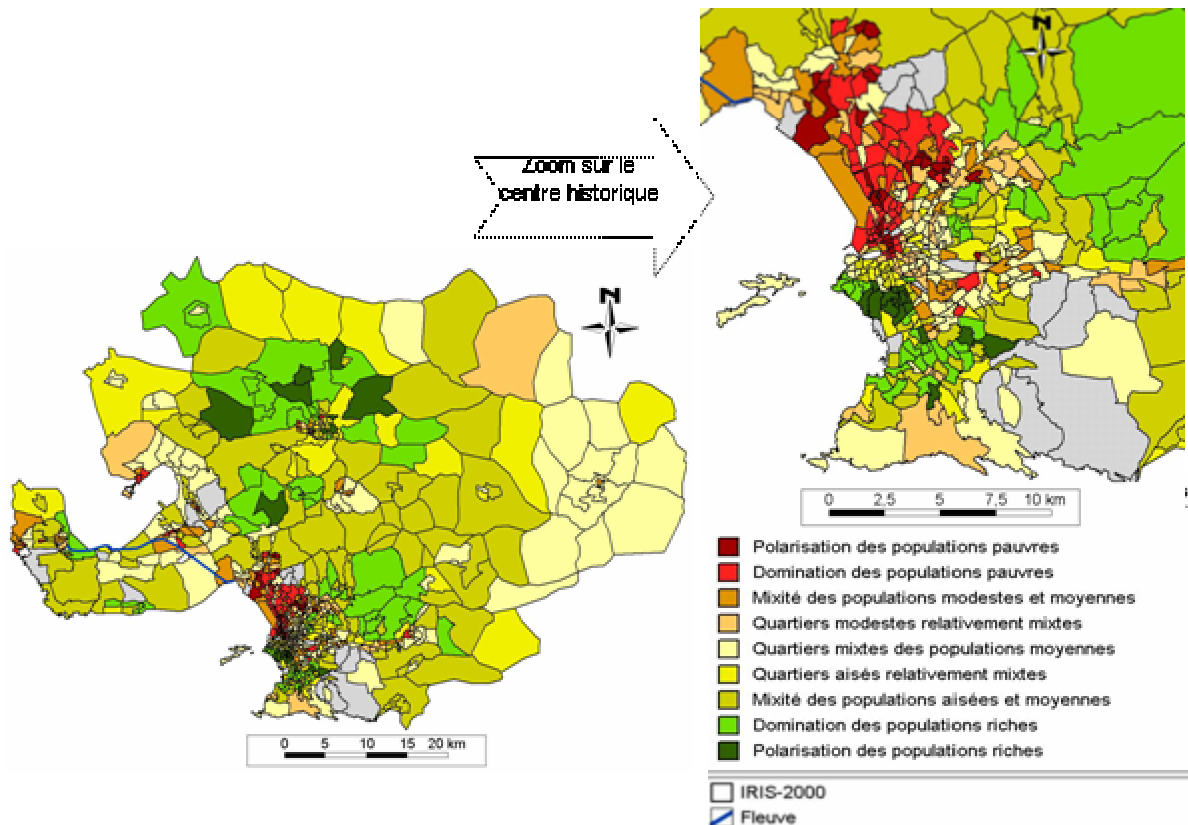 Zoom sur le
centre historique
N
0 5 10 15 20 km
N
0 2,5 5 7,5 10 km
Polarisation des populations pauvres
Domination des populations pauvres
Mixité des populations modestes et moyennes
Quartiers modestes relativement mixtes
Quartiers mixtes des populations moyennes
Quartiers aisés relativement mixtes
Mixité des populations aisées et moyennes
Domination des populations riches
Polarisation des populations riches
IRIS-2000
Fleuve